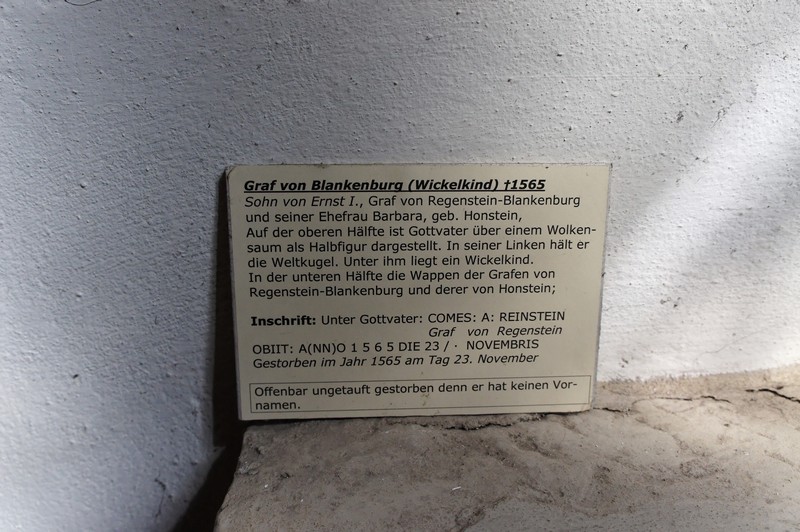 Graf von Blankenburg (Wickelkind) †1565
Sohn von Ernst I., Graf von Regenstein-Blankenburg
und seiner Ehefrau Barbara, geb. Honstein,
Auf der oberen Hälfte ist Gottvater über einem Wolken-
saum als Halbfigur dargestellt. In seiner Linken hält er
die Weltkugel. Unter ihm liegt ein Wickelkind.
In der unteren Hälfte die Wappen der Grafen von
Regenstein-Blankenburg und derer von Honstein;
Inschrift: Unter Gottvater: COMES: A: REINSTEIN
Graf von Regenstein
OBIIT: A(NN)O 1 5 6 5 DIE 23 / · NOVEMBRIS
Gestorben im Jahr 1565 am Tag 23. November
Offenbar ungetauft gestorben denn er hat keinen Vor-
namen.